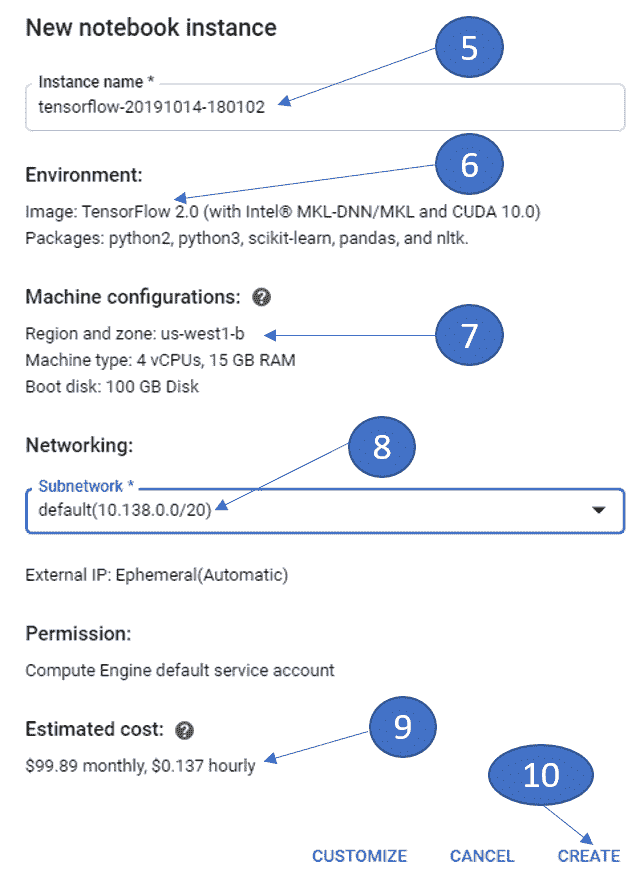 New notebook instance
5
Instance name *
tensorflow-20191014-180102
6
Environment:
Image: TensorFlow 2.0 (with Intel® MKL-DNN/MKL and CUDA 10.0)
Packages: python2, python3, scikit-learn, pandas, and nltk.
Machine configurations: ?
Region and zone: us-west1-b
7
Machine type: 4 vCPUs, 15 GB RAM
Boot disk: 100 GB Disk
Networking:
8
Subnetwork *
default(10.138.0.0/20)
External IP: Ephemeral(Automatic)
Permission:
Compute Engine default service account
Estimated cost: ?
9
$99.89 monthly, $0.137 hourly
10
CUSTOMIZE CANCEL CREATE